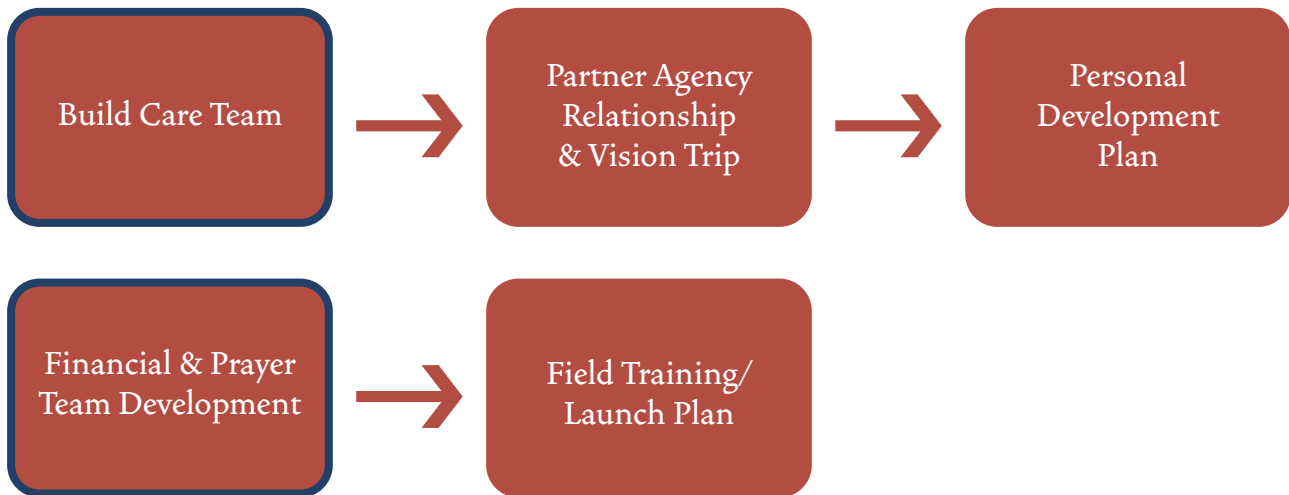 Build Care Team
Partner Agency
Relationship
& Vision Trip
Personal
Development
Plan
Financial & Prayer
Team Development
Field Training/
Launch Plan